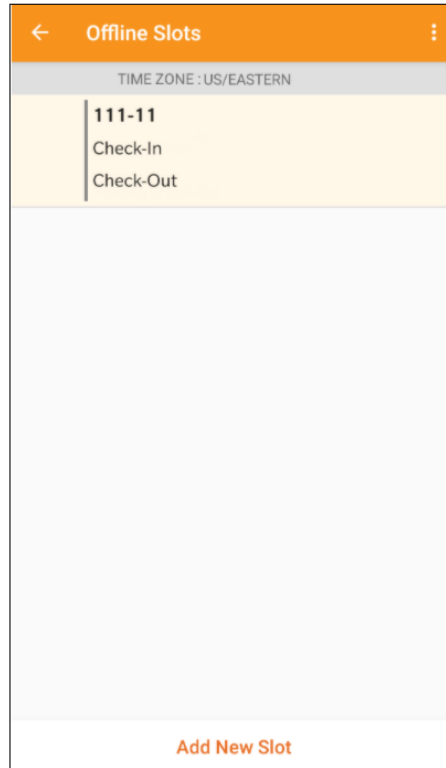 Offline Slots
TIME ZONE : US/EASTERN
111-11
Check-In
Check-Out
Add New Slot